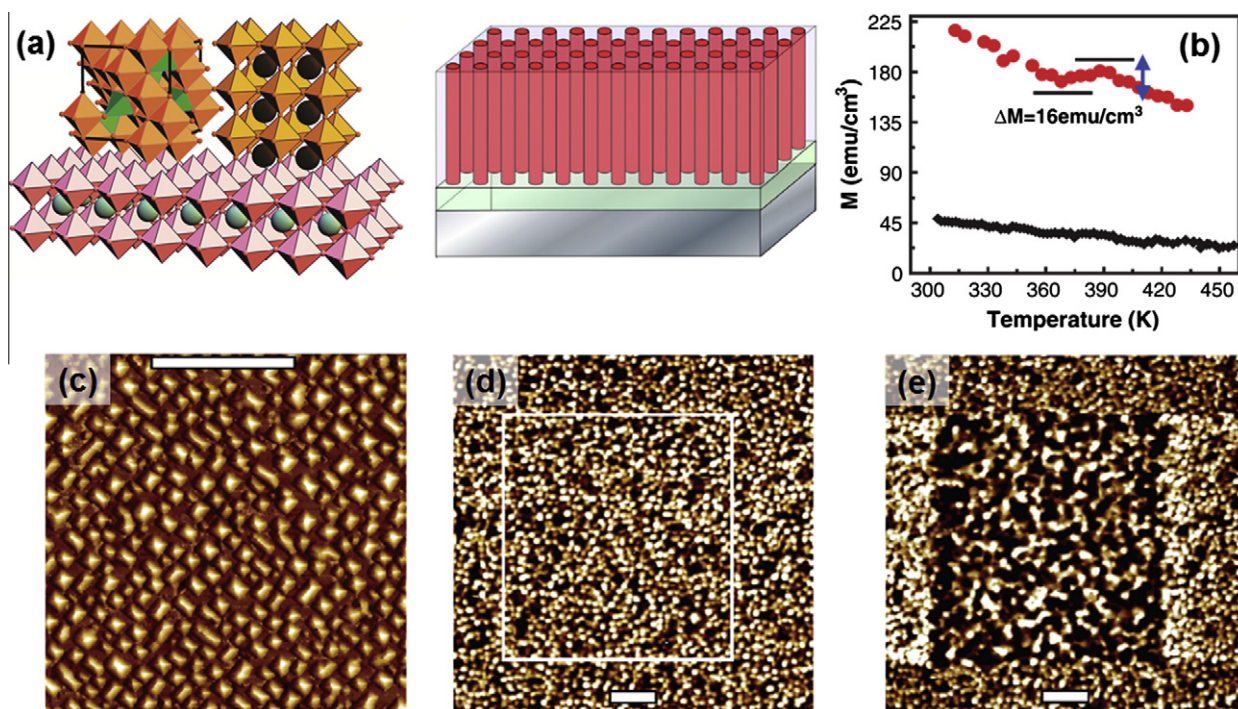 (a)
(b)
225
180
135
90
45
0
M (emu/cm³)
ΔM=16emu/cm³
300 330 360 390 420 450
Temperature (K)
(c)
(d)
(e)